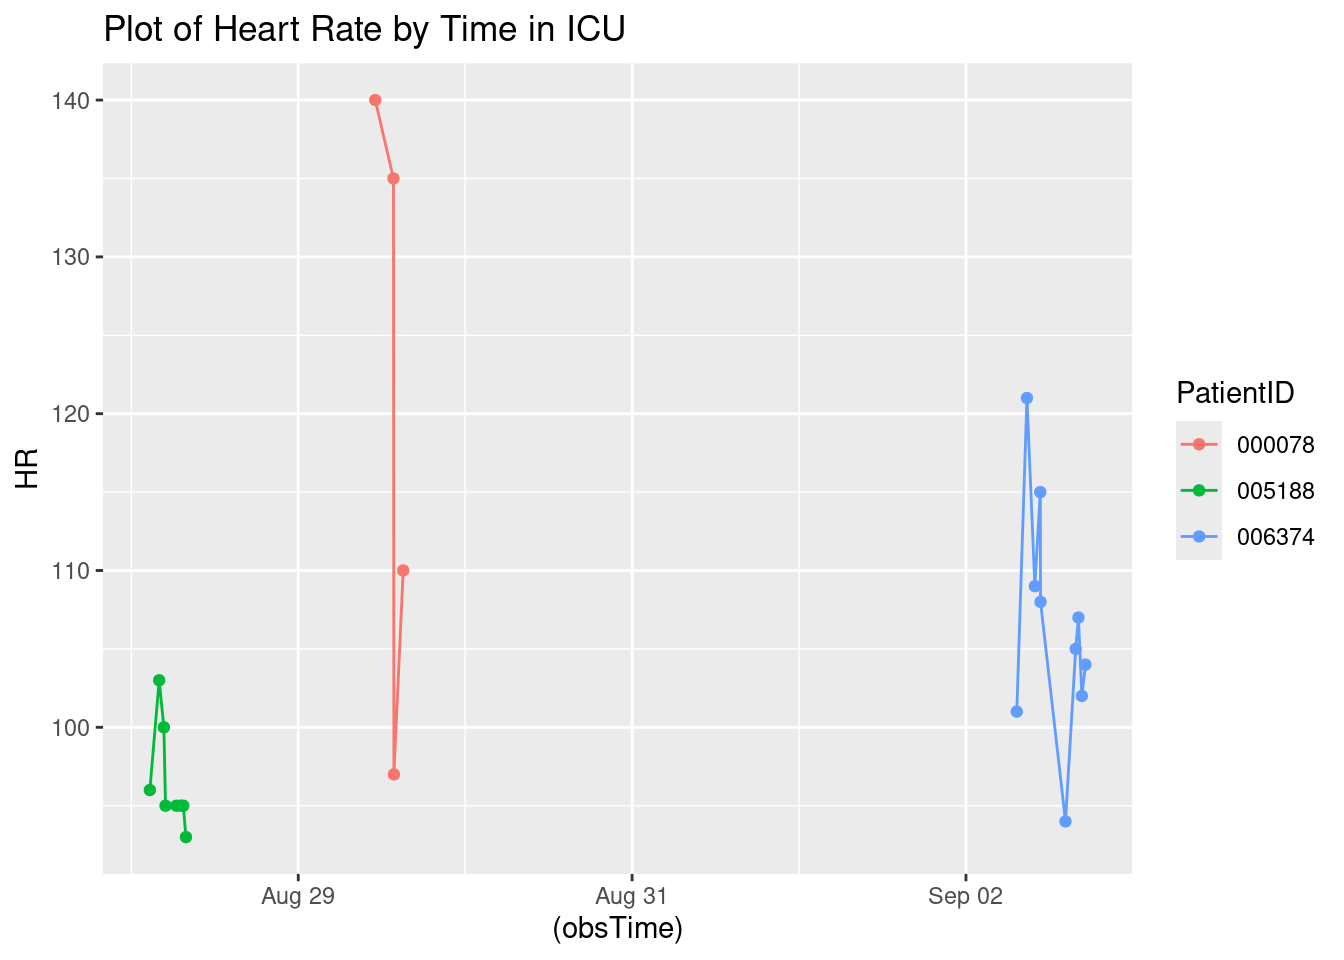 Plot of Heart Rate by Time in ICU
140
130
120
110
100
HR
Aug 29
Aug 31
Sep 02
(obsTime)
PatientID
000078
005188
006374